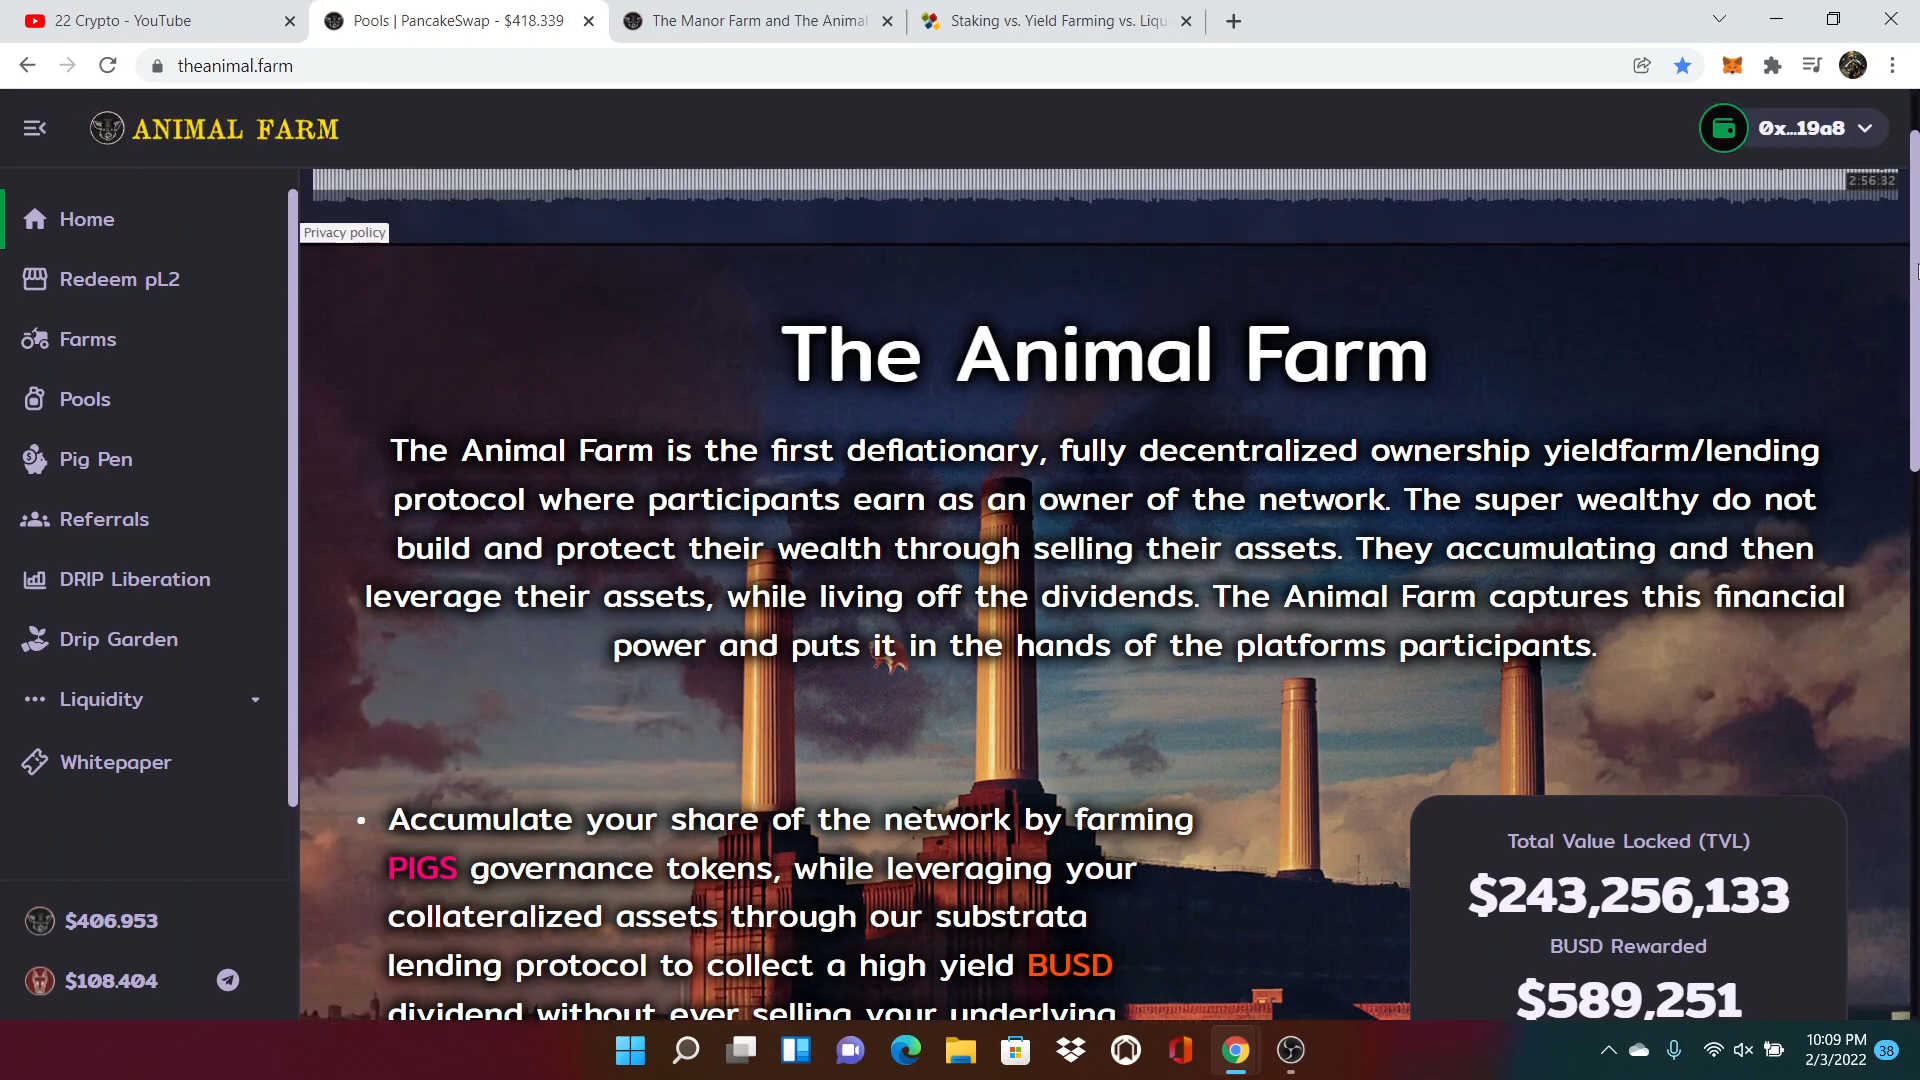 22 Crypto - YouTube
Pools | PancakeSwap - $418.339
The Manor Farm and The Animal
Staking vs. Yield Farming vs. Liqu
theanimal.farm
ANIMAL FARM
0x...19a8
2:56:32
Privacy policy
Home
Redeem pL2
Farms
Pools
Pig Pen
Referrals
DRIP Liberation
Drip Garden
Liquidity
Whitepaper
$406.953
$108.404
The Animal Farm
The Animal Farm is the first deflationary, fully decentralized ownership yieldfarm/lending
protocol where participants earn as an owner of the network. The super wealthy do not
build and protect their wealth through selling their assets. They accumulating and then
leverage their assets, while living off the dividends. The Animal Farm captures this financial
power and puts it in the hands of the platforms participants.
• Accumulate your share of the network by farming
PIGS governance tokens, while leveraging your
collateralized assets through our substrata
lending protocol to collect a high yield BUSD
dividend without ever selling your underlying
Total Value Locked (TVL)
$243,256,133
BUSD Rewarded
$589,251
10:09 PM
2/3/2022
38